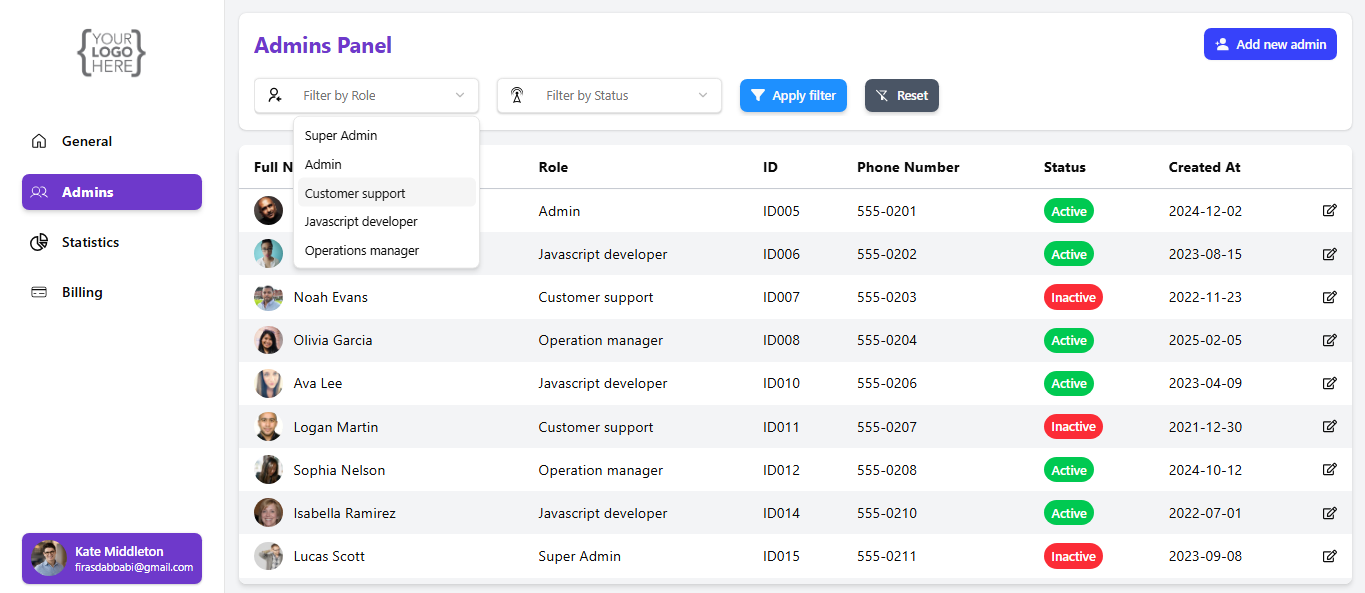 {YOUR
LOGO
HERE}
General
Admins
Statistics
Billing
Kate Middleton
firasdabbabi@gmail.com
Admins Panel
Add new admin
Filter by Role
Filter by Status
Apply filter
Reset
Super Admin
Admin
Customer support
Javascript developer
Operations manager
Full N Role ID Phone Number Status Created At
Admin ID005 555-0201 Active 2024-12-02
Javascript developer ID006 555-0202 Active 2023-08-15
Noah Evans Customer support ID007 555-0203 Inactive 2022-11-23
Olivia Garcia Operation manager ID008 555-0204 Active 2025-02-05
Ava Lee Javascript developer ID010 555-0206 Active 2023-04-09
Logan Martin Customer support ID011 555-0207 Inactive 2021-12-30
Sophia Nelson Operation manager ID012 555-0208 Active 2024-10-12
Isabella Ramirez Javascript developer ID014 555-0210 Active 2022-07-01
Lucas Scott Super Admin ID015 555-0211 Inactive 2023-09-08